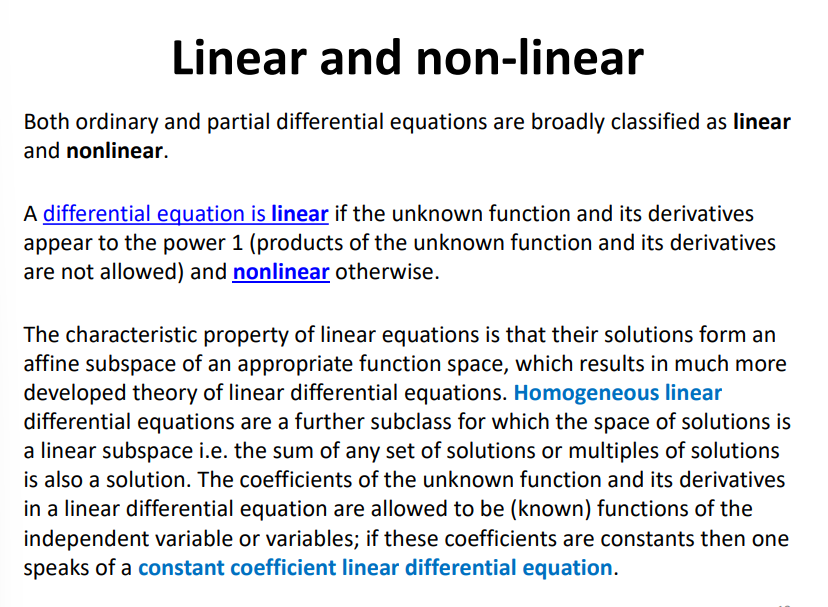 Linear and non-linear
Both ordinary and partial differential equations are broadly classified as linear
and nonlinear.
A differential equation is linear if the unknown function and its derivatives
appear to the power 1 (products of the unknown function and its derivatives
are not allowed) and nonlinear otherwise.
The characteristic property of linear equations is that their solutions form an
affine subspace of an appropriate function space, which results in much more
developed theory of linear differential equations. Homogeneous linear
differential equations are a further subclass for which the space of solutions is
a linear subspace i.e. the sum of any set of solutions or multiples of solutions
is also a solution. The coefficients of the unknown function and its derivatives
in a linear differential equation are allowed to be (known) functions of the
independent variable or variables; if these coefficients are constants then one
speaks of a constant coefficient linear differential equation.